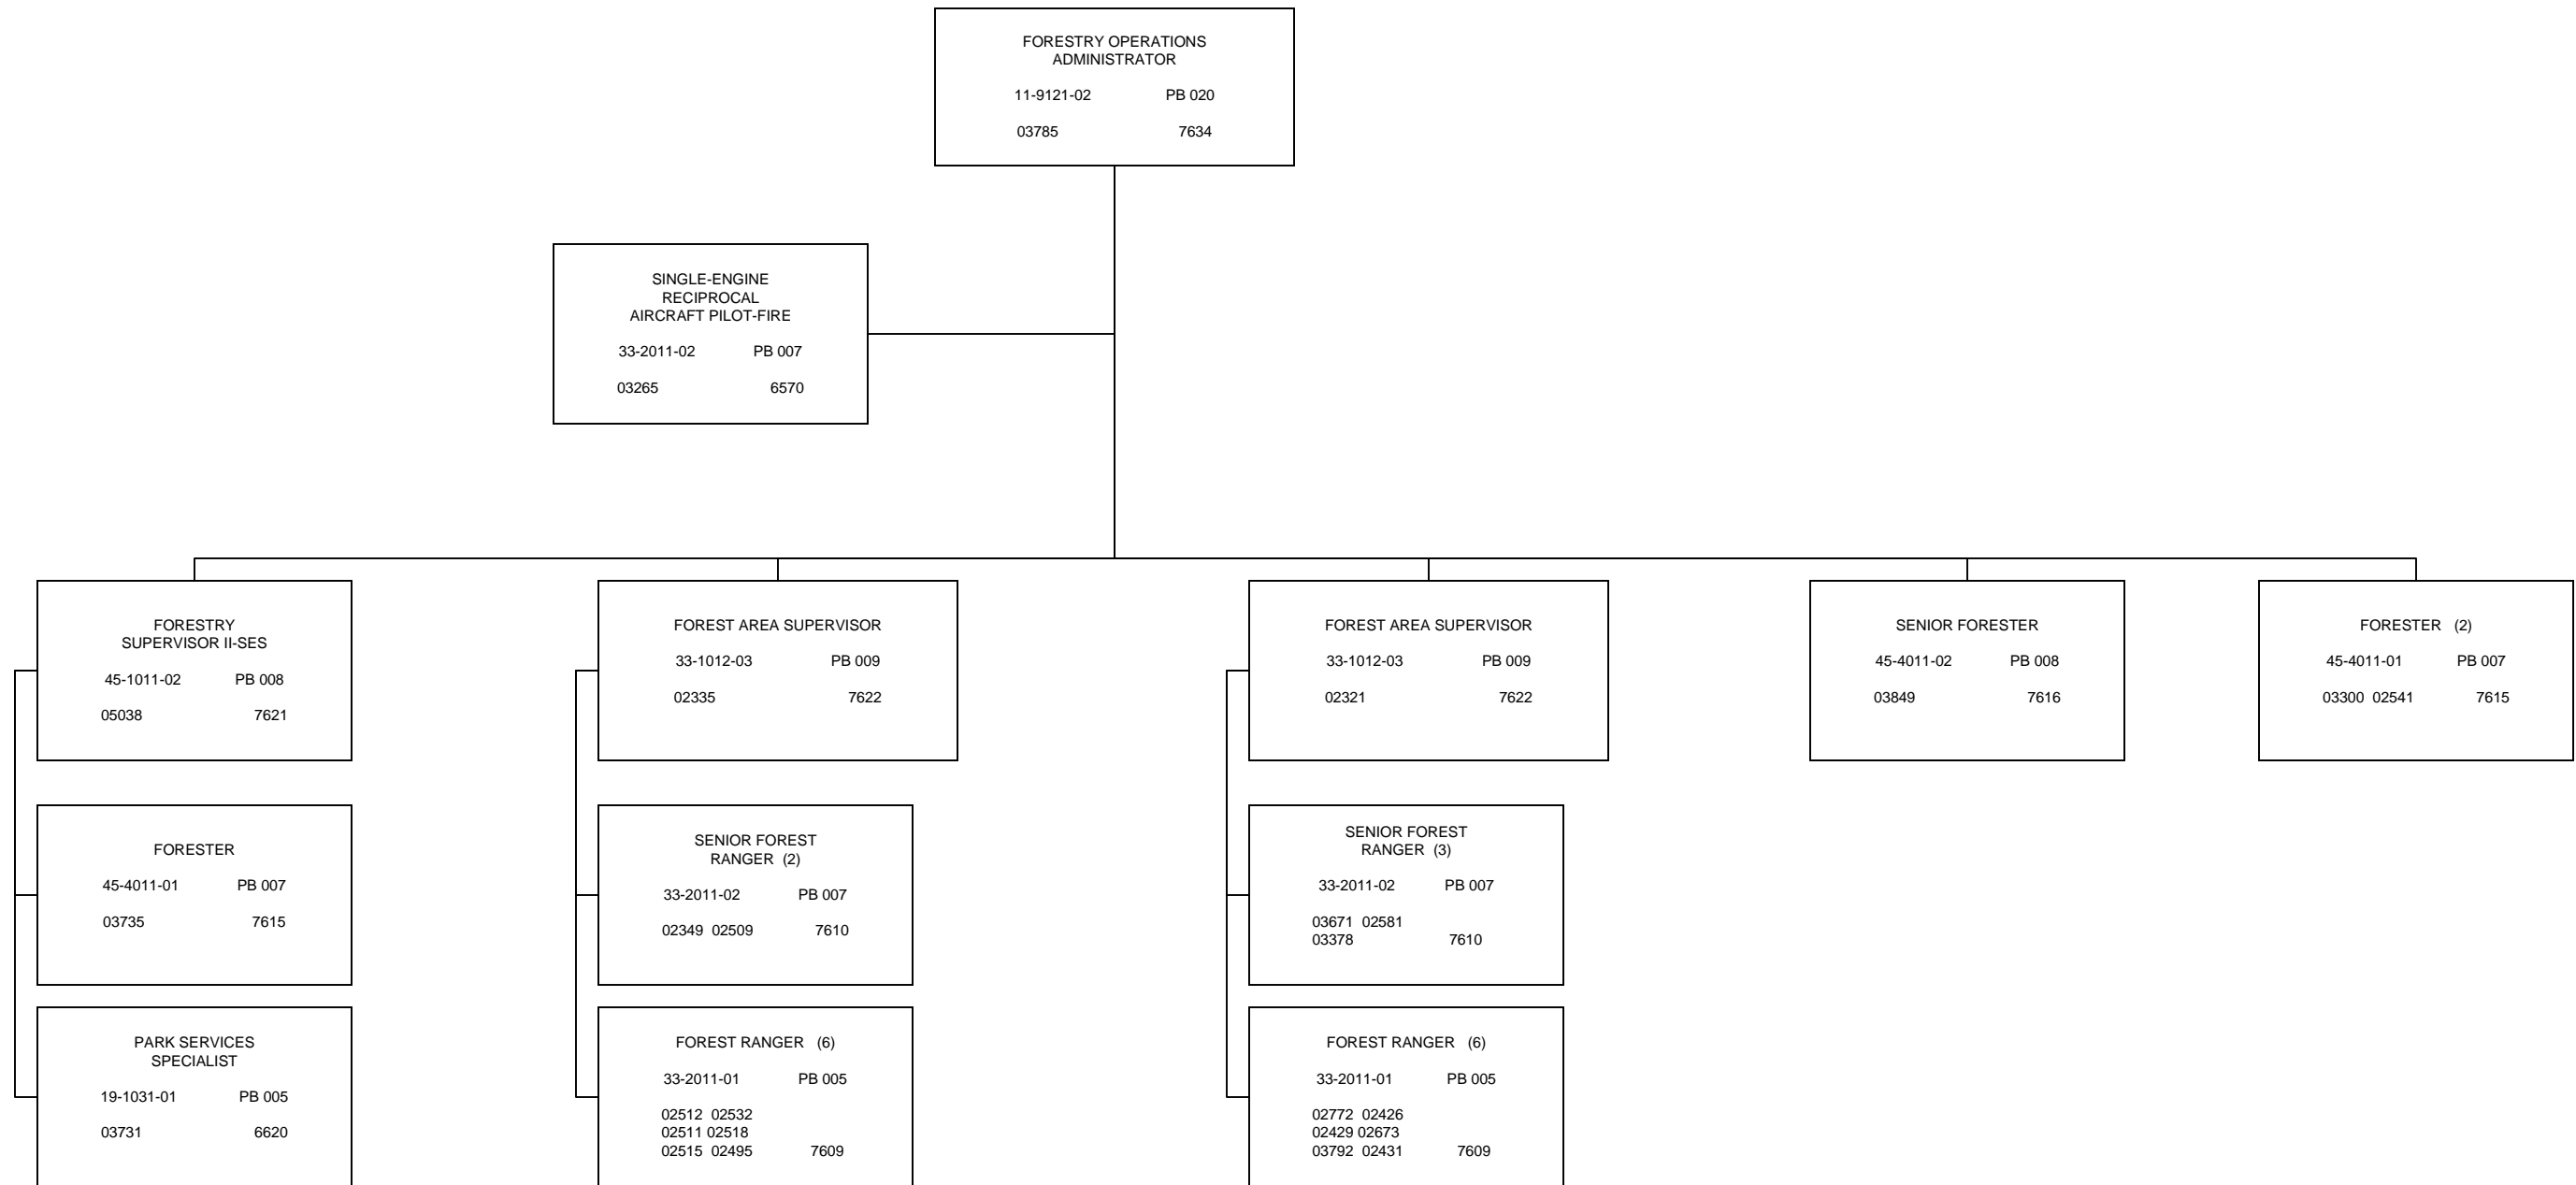 FORESTRY OPERATIONS
ADMINISTRATOR
11-9121-02 PB 020
03785 7634
SINGLE-ENGINE
RECIPROCAL
AIRCRAFT PILOT-FIRE
33-2011-02 PB 007
03265 6570
FORESTRY
SUPERVISOR II-SES
45-1011-02 PB 008
05038 7621
FOREST AREA SUPERVISOR
33-1012-03 PB 009
02335 7622
FOREST AREA SUPERVISOR
33-1012-03 PB 009
02321 7622
SENIOR FORESTER
45-4011-02 PB 008
03849 7616
FORESTER (2)
45-4011-01 PB 007
03300 02541 7615
FORESTER
45-4011-01 PB 007
03735 7615
SENIOR FOREST
RANGER (2)
33-2011-02 PB 007
02349 02509 7610
SENIOR FOREST
RANGER (3)
33-2011-02 PB 007
03671 02581
03378 7610
PARK SERVICES
SPECIALIST
19-1031-01 PB 005
03731 6620
FOREST RANGER (6)
33-2011-01 PB 005
02512 02532
02511 02518
02515 02495 7609
FOREST RANGER (6)
33-2011-01 PB 005
02772 02426
02429 02673
03792 02431 7609